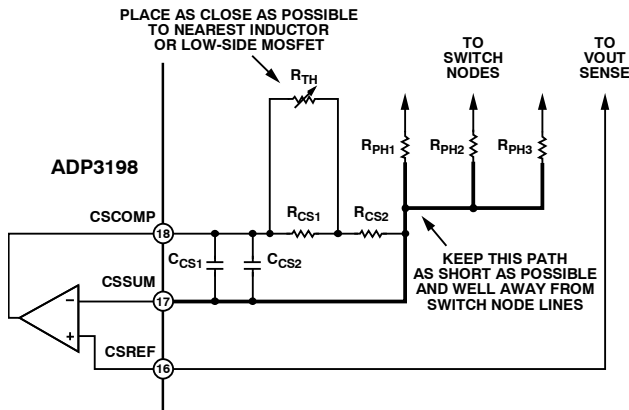 PLACE AS CLOSE AS POSSIBLE
TO NEAREST INDUCTOR
OR LOW-SIDE MOSFET
TO
SWITCH
NODES
TO
VOUT
SENSE
RTH
RPH1
RPH2
RPH3
ADP3198
CSCOMP
18
RCS1
RCS2
CCS1
CCS2
KEEP THIS PATH
AS SHORT AS POSSIBLE
AND WELL AWAY FROM
SWITCH NODE LINES
CSSUM
17
–
+
CSREF
16